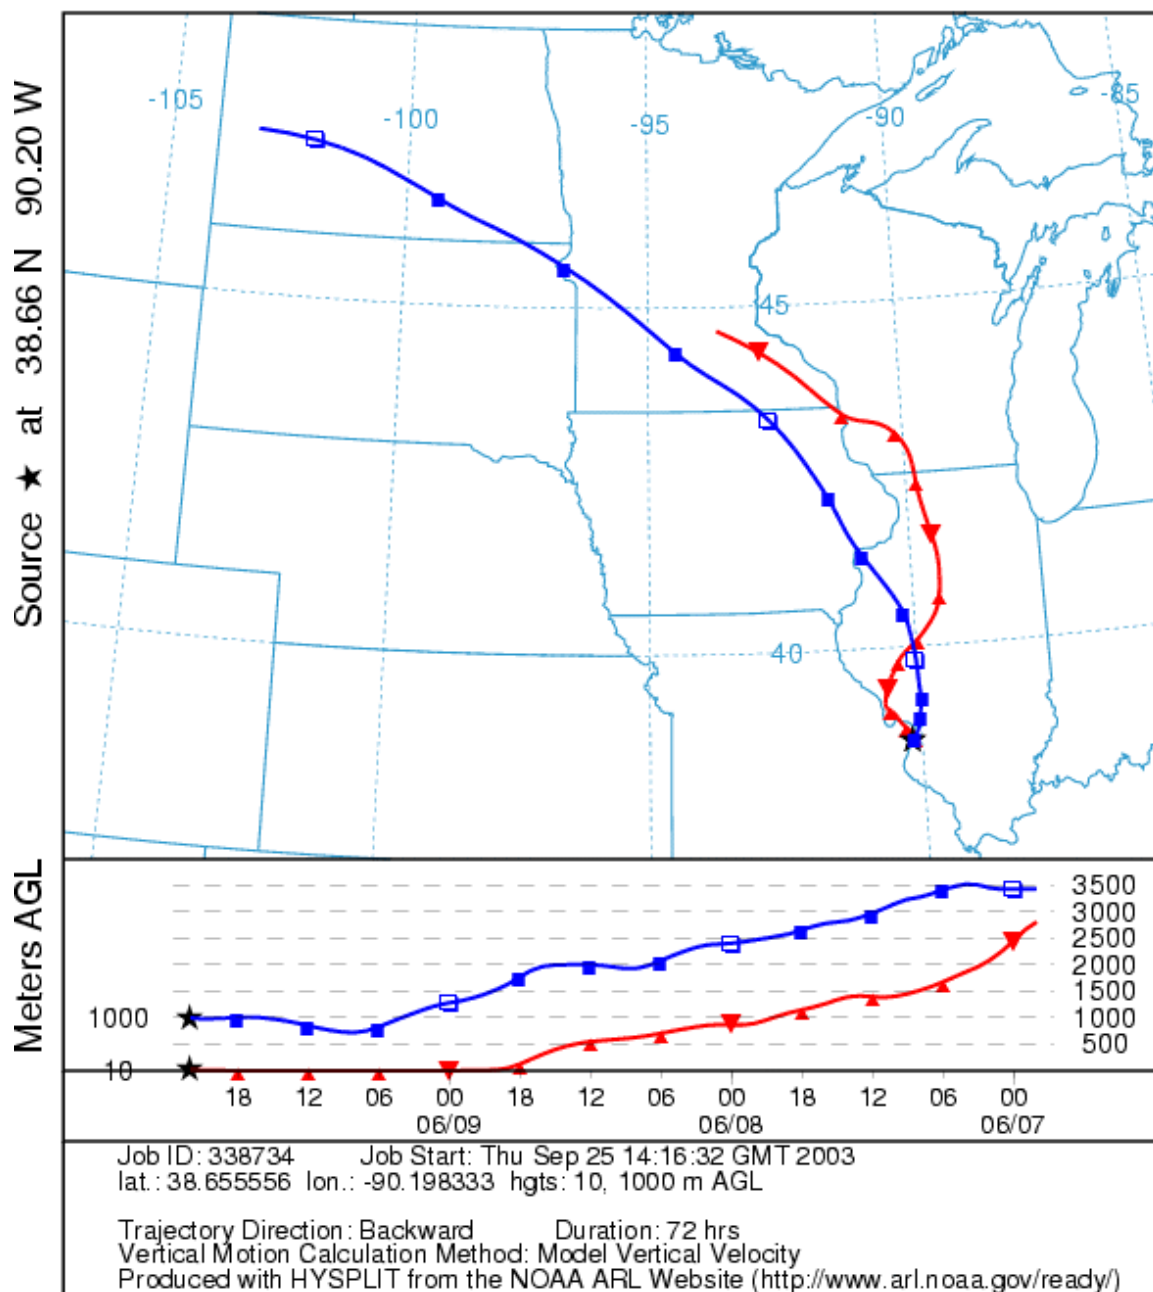 Source ★ at 38.66 N 90.20 W
-105
-100
-95
-90
-85
45
40
Meters AGL
3500
3000
2500
2000
1500
1000
1000
500
10
18 12 06 00 18 12 06 00 18 12 06 00
06/09 06/08 06/07
Job ID: 338734 Job Start: Thu Sep 25 14:16:32 GMT 2003
lat.: 38.655556 lon.: -90.198333 hgts: 10, 1000 m AGL
Trajectory Direction: Backward Duration: 72 hrs
Vertical Motion Calculation Method: Model Vertical Velocity
Produced with HYSPLIT from the NOAA ARL Website (http://www.arl.noaa.gov/ready/)